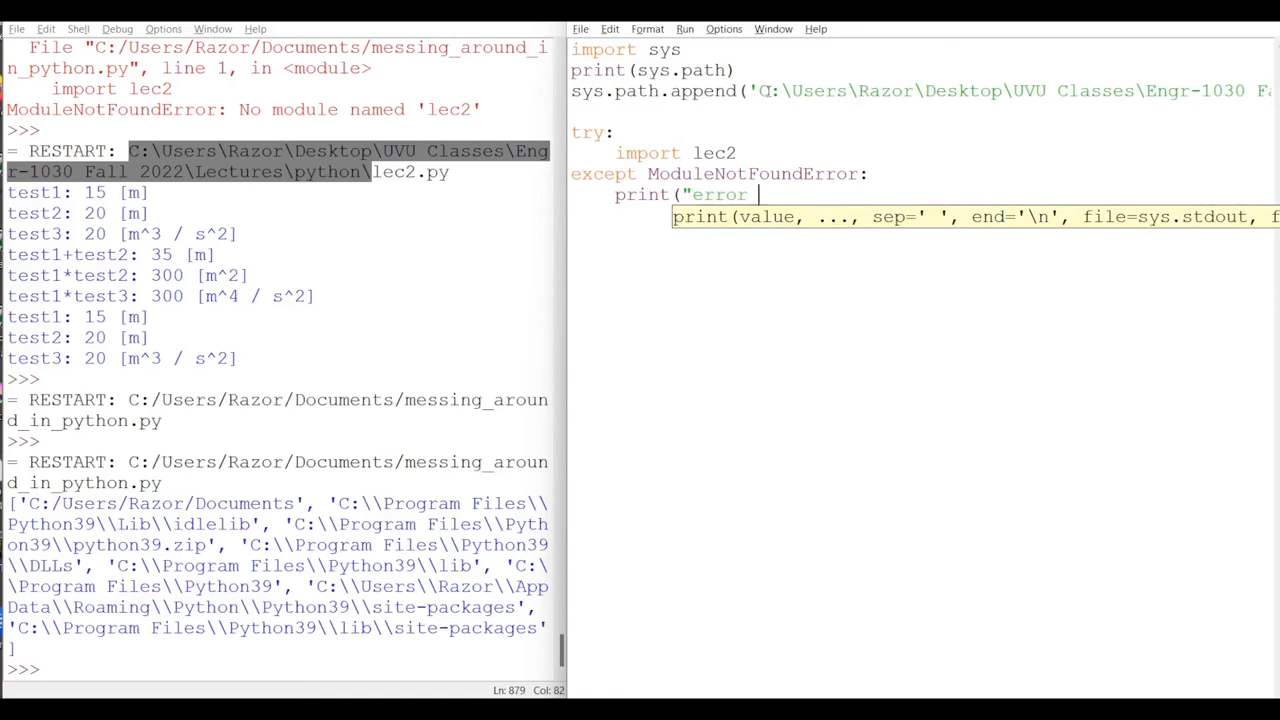 File Edit Shell Debug Options Window Help
File "C:/Users/Razor/Documents/messing_around_i
n_python.py", line 1, in <module>
import lec2
ModuleNotFoundError: No module named 'lec2'
>>>
= RESTART: C:\Users\Razor\Desktop\UVU Classes\Eng
r-1030 Fall 2022\Lectures\python\lec2.py
test1: 15 [m]
test2: 20 [m]
test3: 20 [m^3 / s^2]
test1+test2: 35 [m]
test1*test2: 300 [m^2]
test1*test3: 300 [m^4 / s^2]
test1: 15 [m]
test2: 20 [m]
test3: 20 [m^3 / s^2]
>>>
= RESTART: C:/Users/Razor/Documents/messing_aroun
d_in_python.py
>>>
= RESTART: C:/Users/Razor/Documents/messing_aroun
d_in_python.py
['C:/Users/Razor/Documents', 'C:\\Program Files\\
Python39\\Lib\\idlelib', 'C:\\Program Files\\Pyth
on39\\python39.zip', 'C:\\Program Files\\Python39
\\DLLs', 'C:\\Program Files\\Python39\\lib', 'C:\
\Program Files\\Python39', 'C:\\Users\\Razor\\App
Data\\Roaming\\Python\\Python39\\site-packages',
'C:\\Program Files\\Python39\\lib\\site-packages'
]
>>>
Ln: 879 Col: 82
File Edit Format Run Options Window Help
import sys
print(sys.path)
sys.path.append('C:\Users\Razor\Desktop\UVU Classes\Engr-1030 Fa
try:
import lec2
except ModuleNotFoundError:
print("error
print(value, ..., sep=' ', end='\n', file=sys.stdout, f